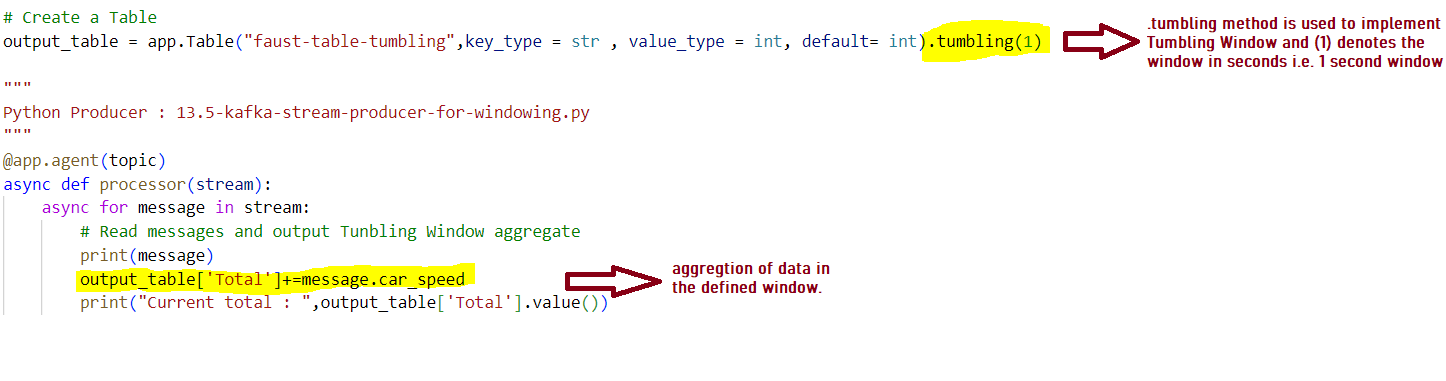 # Create a Table
output_table = app.Table("faust-table-tumbling",key_type = str , value_type = int, default= int).tumbling(1)
.tumbling method is used to implement
Tumbling Window and (1) denotes the
window in seconds i.e. 1 second window
"""
Python Producer : 13.5-kafka-stream-producer-for-windowing.py
"""
@app.agent(topic)
async def processor(stream):
    async for message in stream:
        # Read messages and output Tunbling Window aggregate
        print(message)
        output_table['Total']+=message.car_speed
        print("Current total : ",output_table['Total'].value())
aggregtion of data in
the defined window.